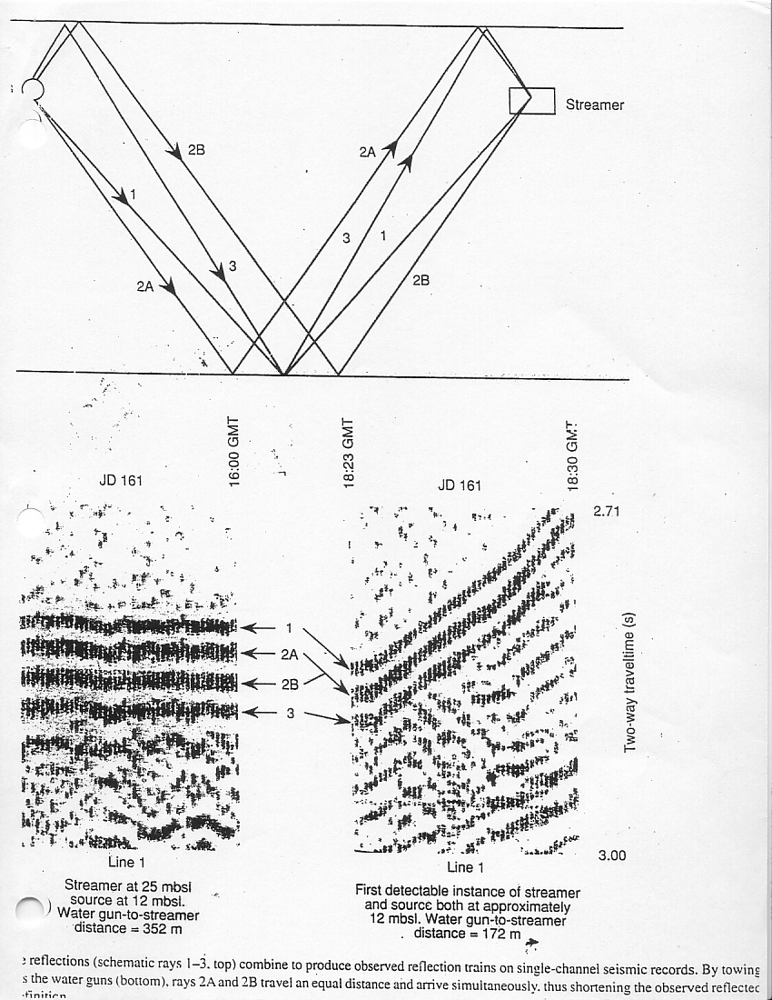 Streamer
2B
2A
1
3
1
3
2A
2B
16:00 GMT
18:23 GMT
18:30 GMT
JD 161
JD 161
2.71
1
2A
2B
3
Two-way traveltime (s)
3.00
Line 1
Line 1
Streamer at 25 mbsl
source at 12 mbsl.
Water gun-to-streamer
distance = 352 m
First detectable instance of streamer
and source both at approximately
12 mbsl. Water gun-to-streamer
distance = 172 m
reflections (schematic rays 1–3, top) combine to produce observed reflection trains on single-channel seismic records. By towing
s the water guns (bottom), rays 2A and 2B travel an equal distance and arrive simultaneously, thus shortening the observed reflected